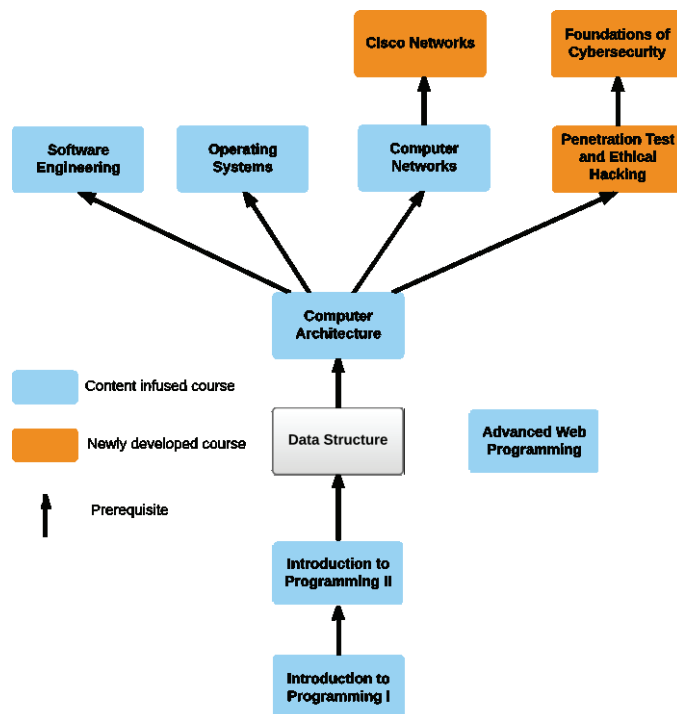 Cisco Networks
Foundations of
Cybersecurity
Software
Engineering
Operating
Systems
Computer
Networks
Penetration Test
and Ethical
Hacking
Computer
Architecture
Content infused course
Data Structure
Advanced Web
Programming
Newly developed course
Prerequisite
Introduction to
Programming II
Introduction to
Programming I